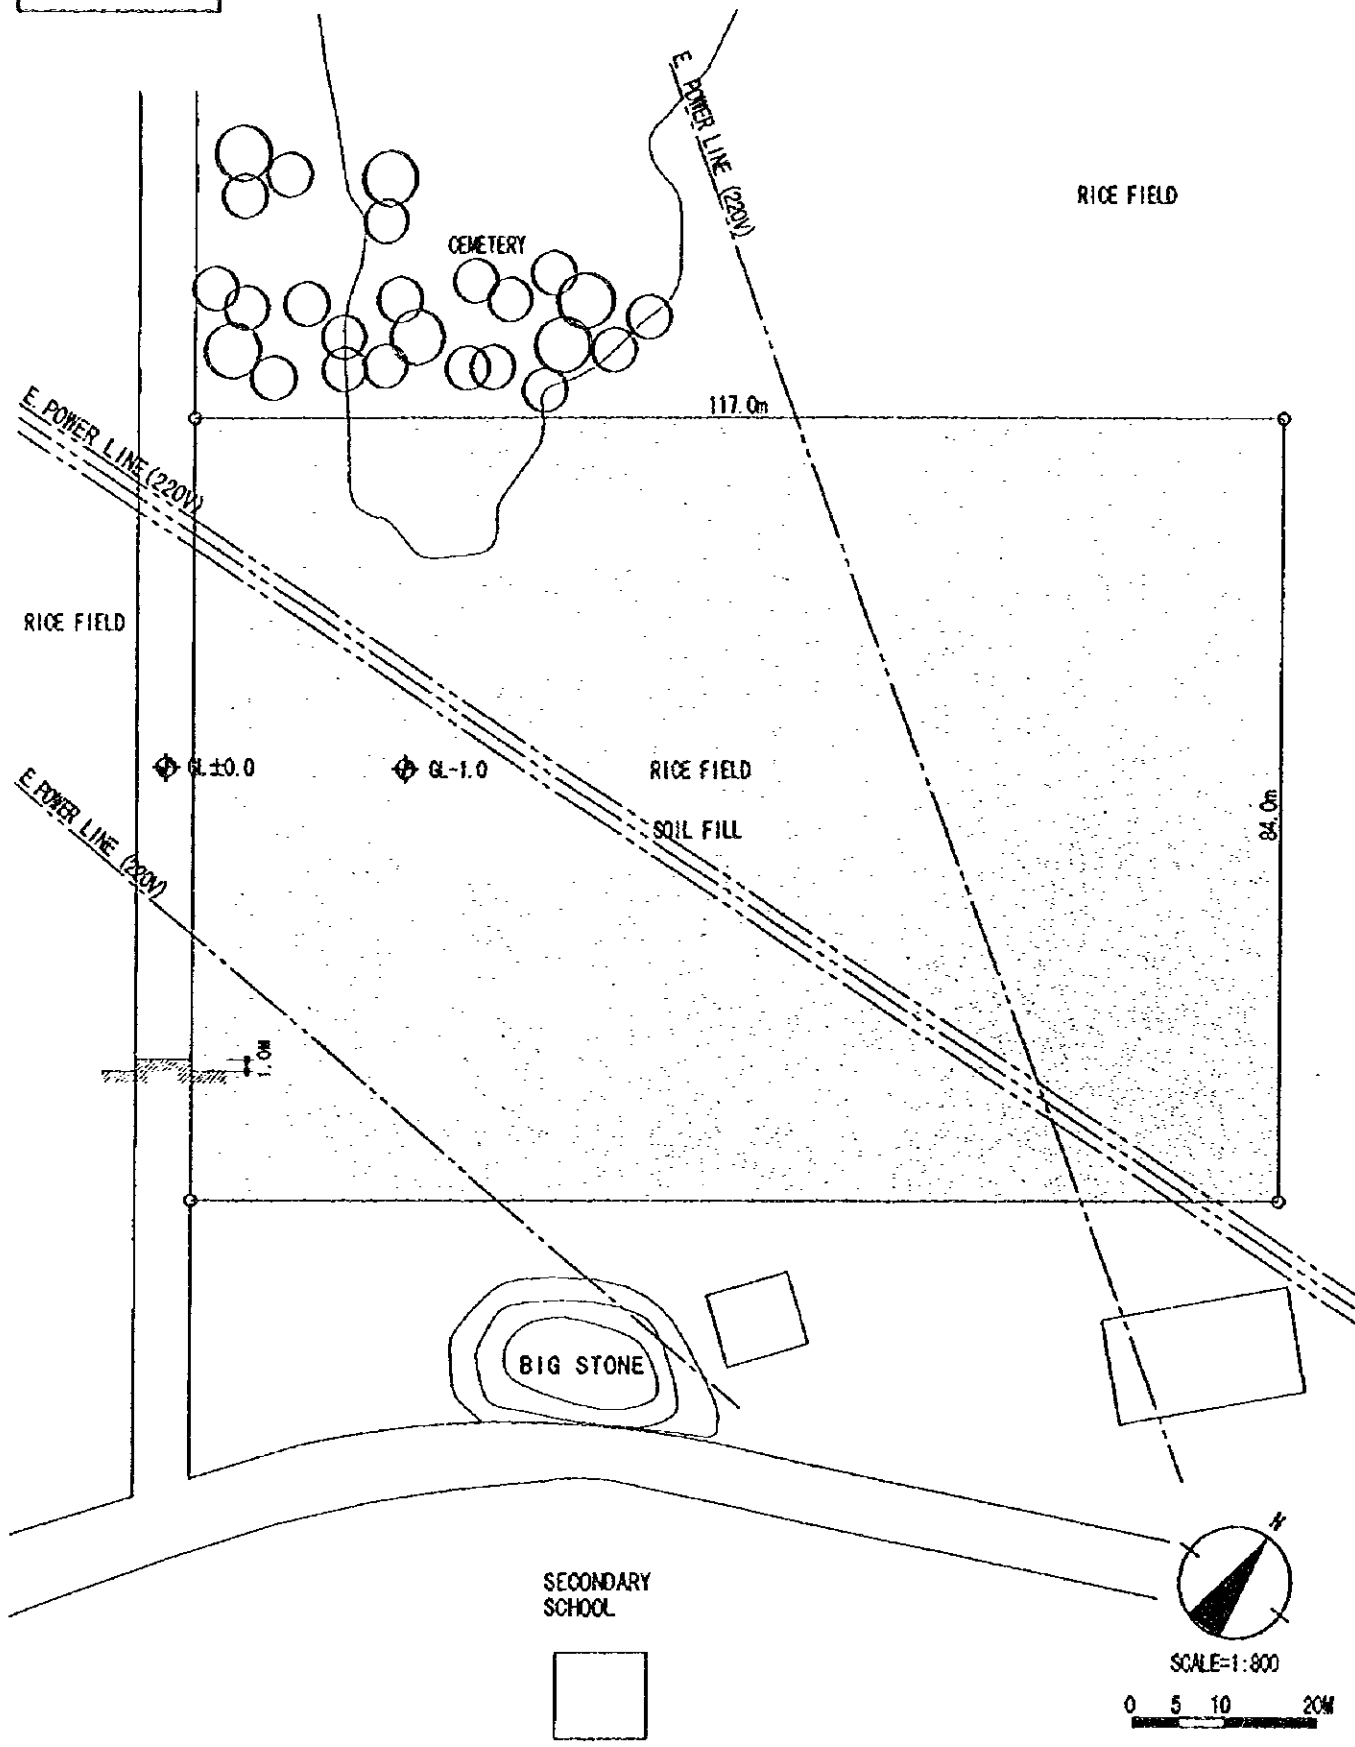 E. POWER LINE (220V)
RICE FIELD
CEMETERY
117.0m
E. POWER LINE (220V)
RICE FIELD
GL±0.0
GL-1.0
RICE FIELD
SOIL FILL
84.0m
E. POWER LINE (220V)
1.0M
BIG STONE
N
SECONDARY
SCHOOL
SCALE=1:800
0 5 10 20M